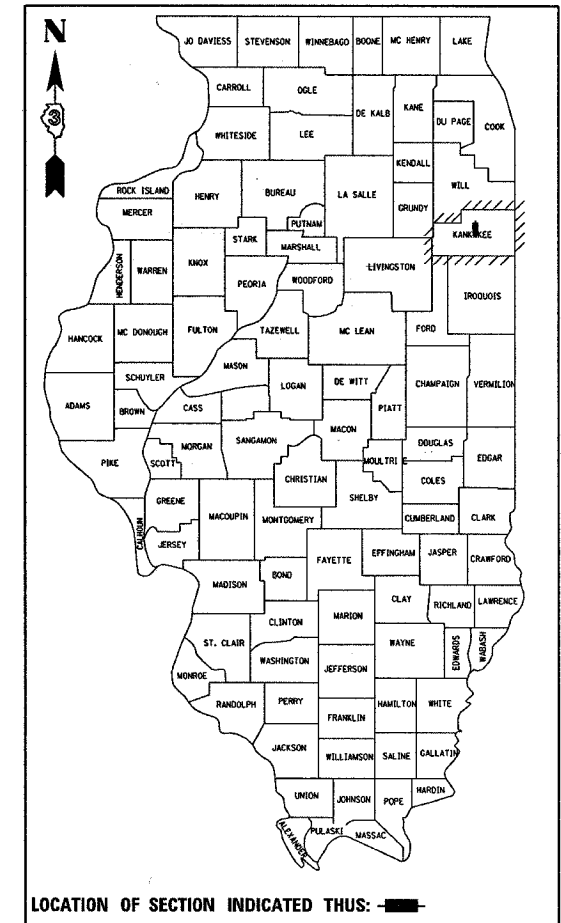 N
3
JO DAVIESS STEVENSON WINNEBAGO BOONE MC HENRY LAKE
CARROLL OGLE DE KALB KANE DU PAGE COOK
WHITESIDE LEE
KENDALL WILL
ROCK ISLAND HENRY BUREAU LA SALLE GRUNDY
MERCER PUTNAM KANKAKEE
STARK MARSHALL LIVINGSTON
HENDERSON WARREN KNOX PEORIA WOODFORD IROQUOIS
HANCOCK MC DONOUGH FULTON TAZEWELL MC LEAN FORD
SCHUYLER MASON LOGAN DE WITT CHAMPAIGN VERMILION
ADAMS BROWN CASS PIATT
MACON
PIKE SCOTT MORGAN SANGAMON CHRISTIAN MOULTRIE DOUGLAS EDGAR
COLES
SHELBY
CALHOUN GREENE MACOUPIN MONTGOMERY CUMBERLAND CLARK
JERSEY FAYETTE EFFINGHAM JASPER CRAWFORD
MADISON BOND
CLAY RICHLAND LAWRENCE
CLINTON MARION
ST. CLAIR WAYNE EDWARDS WABASH
WASHINGTON JEFFERSON
MONROE
RANDOLPH PERRY HAMILTON WHITE
FRANKLIN
JACKSON WILLIAMSON SALINE GALLATIN
UNION JOHNSON POPE HARDIN
ALEXANDER PULASKI MASSAC
LOCATION OF SECTION INDICATED THUS: